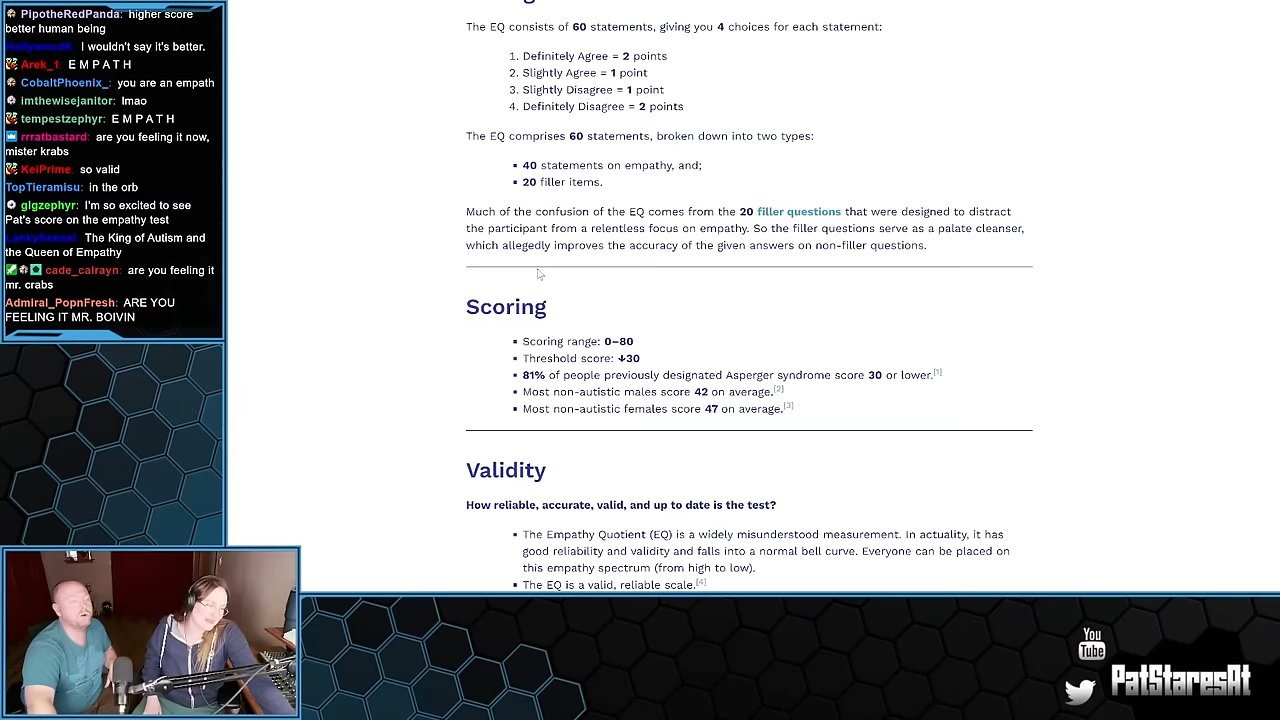 PipotheRedPanda: higher score
better human being
HollywoodK: I wouldn't say it's better.
Arek_1: E M P A T H
CobaltPhoenix_: you are an empath
imthewisejanitor: lmao
tempestzephyr: E M P A T H
rrratbastard: are you feeling it now,
mister krabs
KelPrime: so valid
TopTieramisu: in the orb
glgzephyr: I'm so excited to see
Pat's score on the empathy test
LankySensei: The King of Autism and
the Queen of Empathy
cade_calrayn: are you feeling it
mr. crabs
Admiral_PopnFresh: ARE YOU
FEELING IT MR. BOIVIN
The EQ consists of 60 statements, giving you 4 choices for each statement:
1. Definitely Agree = 2 points
2. Slightly Agree = 1 point
3. Slightly Disagree = 1 point
4. Definitely Disagree = 2 points
The EQ comprises 60 statements, broken down into two types:
▪ 40 statements on empathy, and;
▪ 20 filler items.
Much of the confusion of the EQ comes from the 20 filler questions that were designed to distract
the participant from a relentless focus on empathy. So the filler questions serve as a palate cleanser,
which allegedly improves the accuracy of the given answers on non-filler questions.
Scoring
▪ Scoring range: 0–80
▪ Threshold score: ↓30
▪ 81% of people previously designated Asperger syndrome score 30 or lower.[1]
▪ Most non-autistic males score 42 on average.[2]
▪ Most non-autistic females score 47 on average.[3]
Validity
How reliable, accurate, valid, and up to date is the test?
▪ The Empathy Quotient (EQ) is a widely misunderstood measurement. In actuality, it has
good reliability and validity and falls into a normal bell curve. Everyone can be placed on
this empathy spectrum (from high to low).
▪ The EQ is a valid, reliable scale.[4]
You
Tube
PatStaresAt